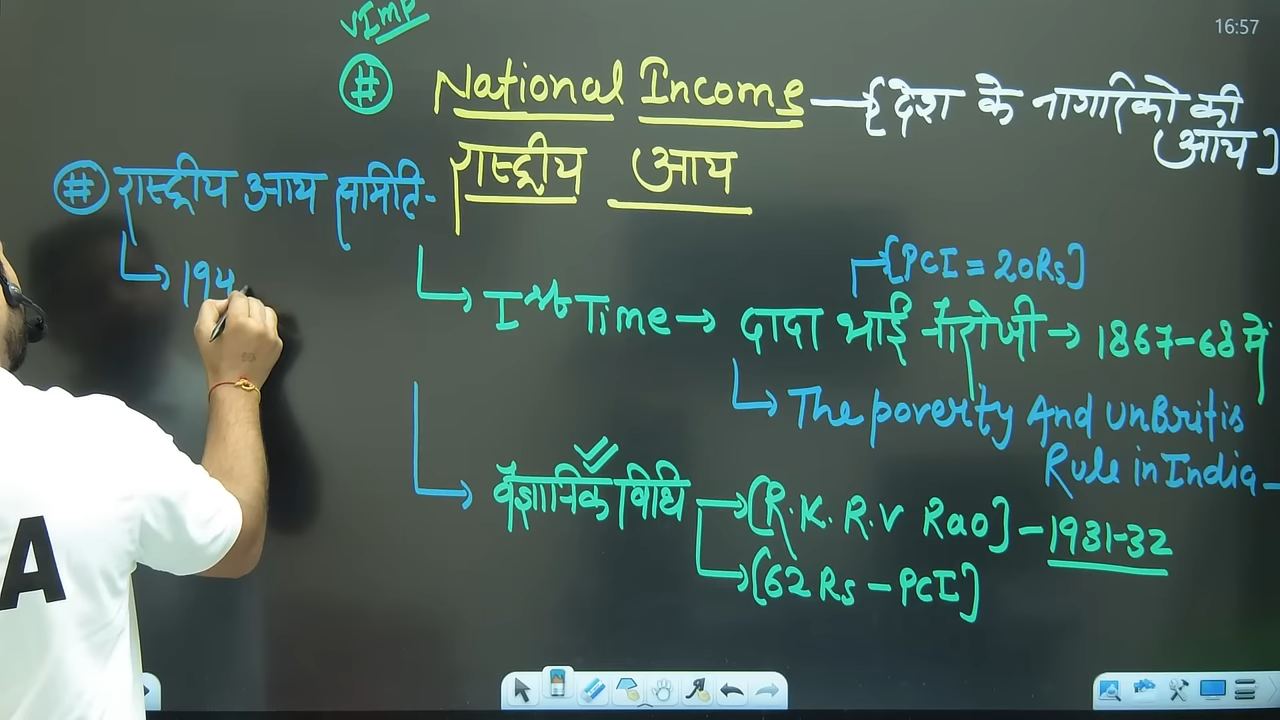 16:57
vImp
# National Income — {देश के नागरिको की
(आय]
राष्ट्रीय आय
# राष्ट्रीय आय समिति-
↳ 194
[PCI = 20Rs]
↳ Ist Time → दादा भाई नौरोजी → 1867-68 में
↳ The poverty And unBritis
Rule in India -
↳ वैज्ञानिक विधि → [R.K.R.V Rao] - 1931-32
→ [62 Rs - PCI]
A